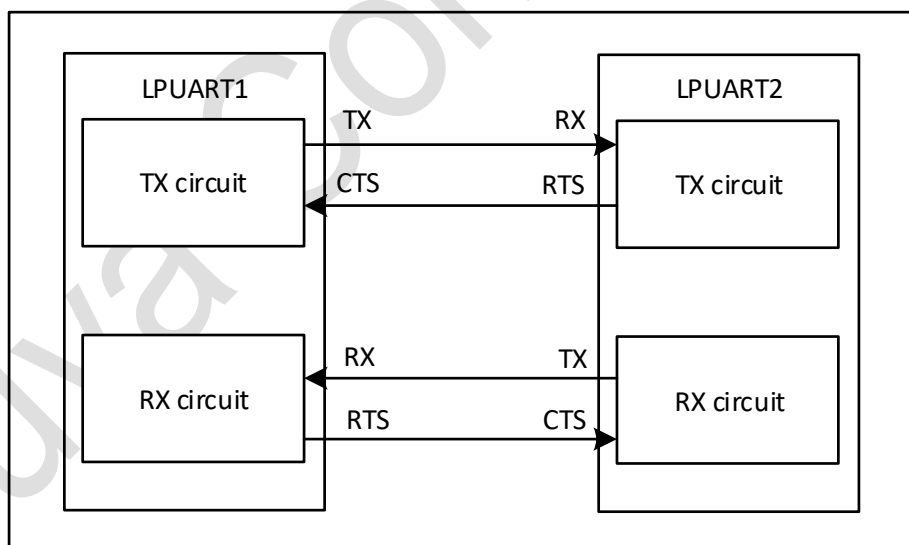 LPUART1 LPUART2
TX RX
TX circuit TX circuit
CTS RTS
RX TX
RX circuit RX circuit
RTS CTS